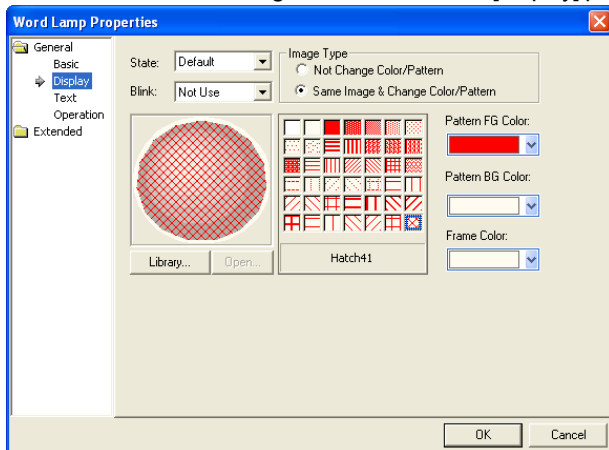 Word Lamp Properties
General
Basic
Display
Text
Operation
Extended
State: Default
Blink: Not Use
Image Type
Not Change Color/Pattern
Same Image & Change Color/Pattern
Pattern FG Color:
Pattern BG Color:
Frame Color:
Library... Open...
Hatch41
OK Cancel